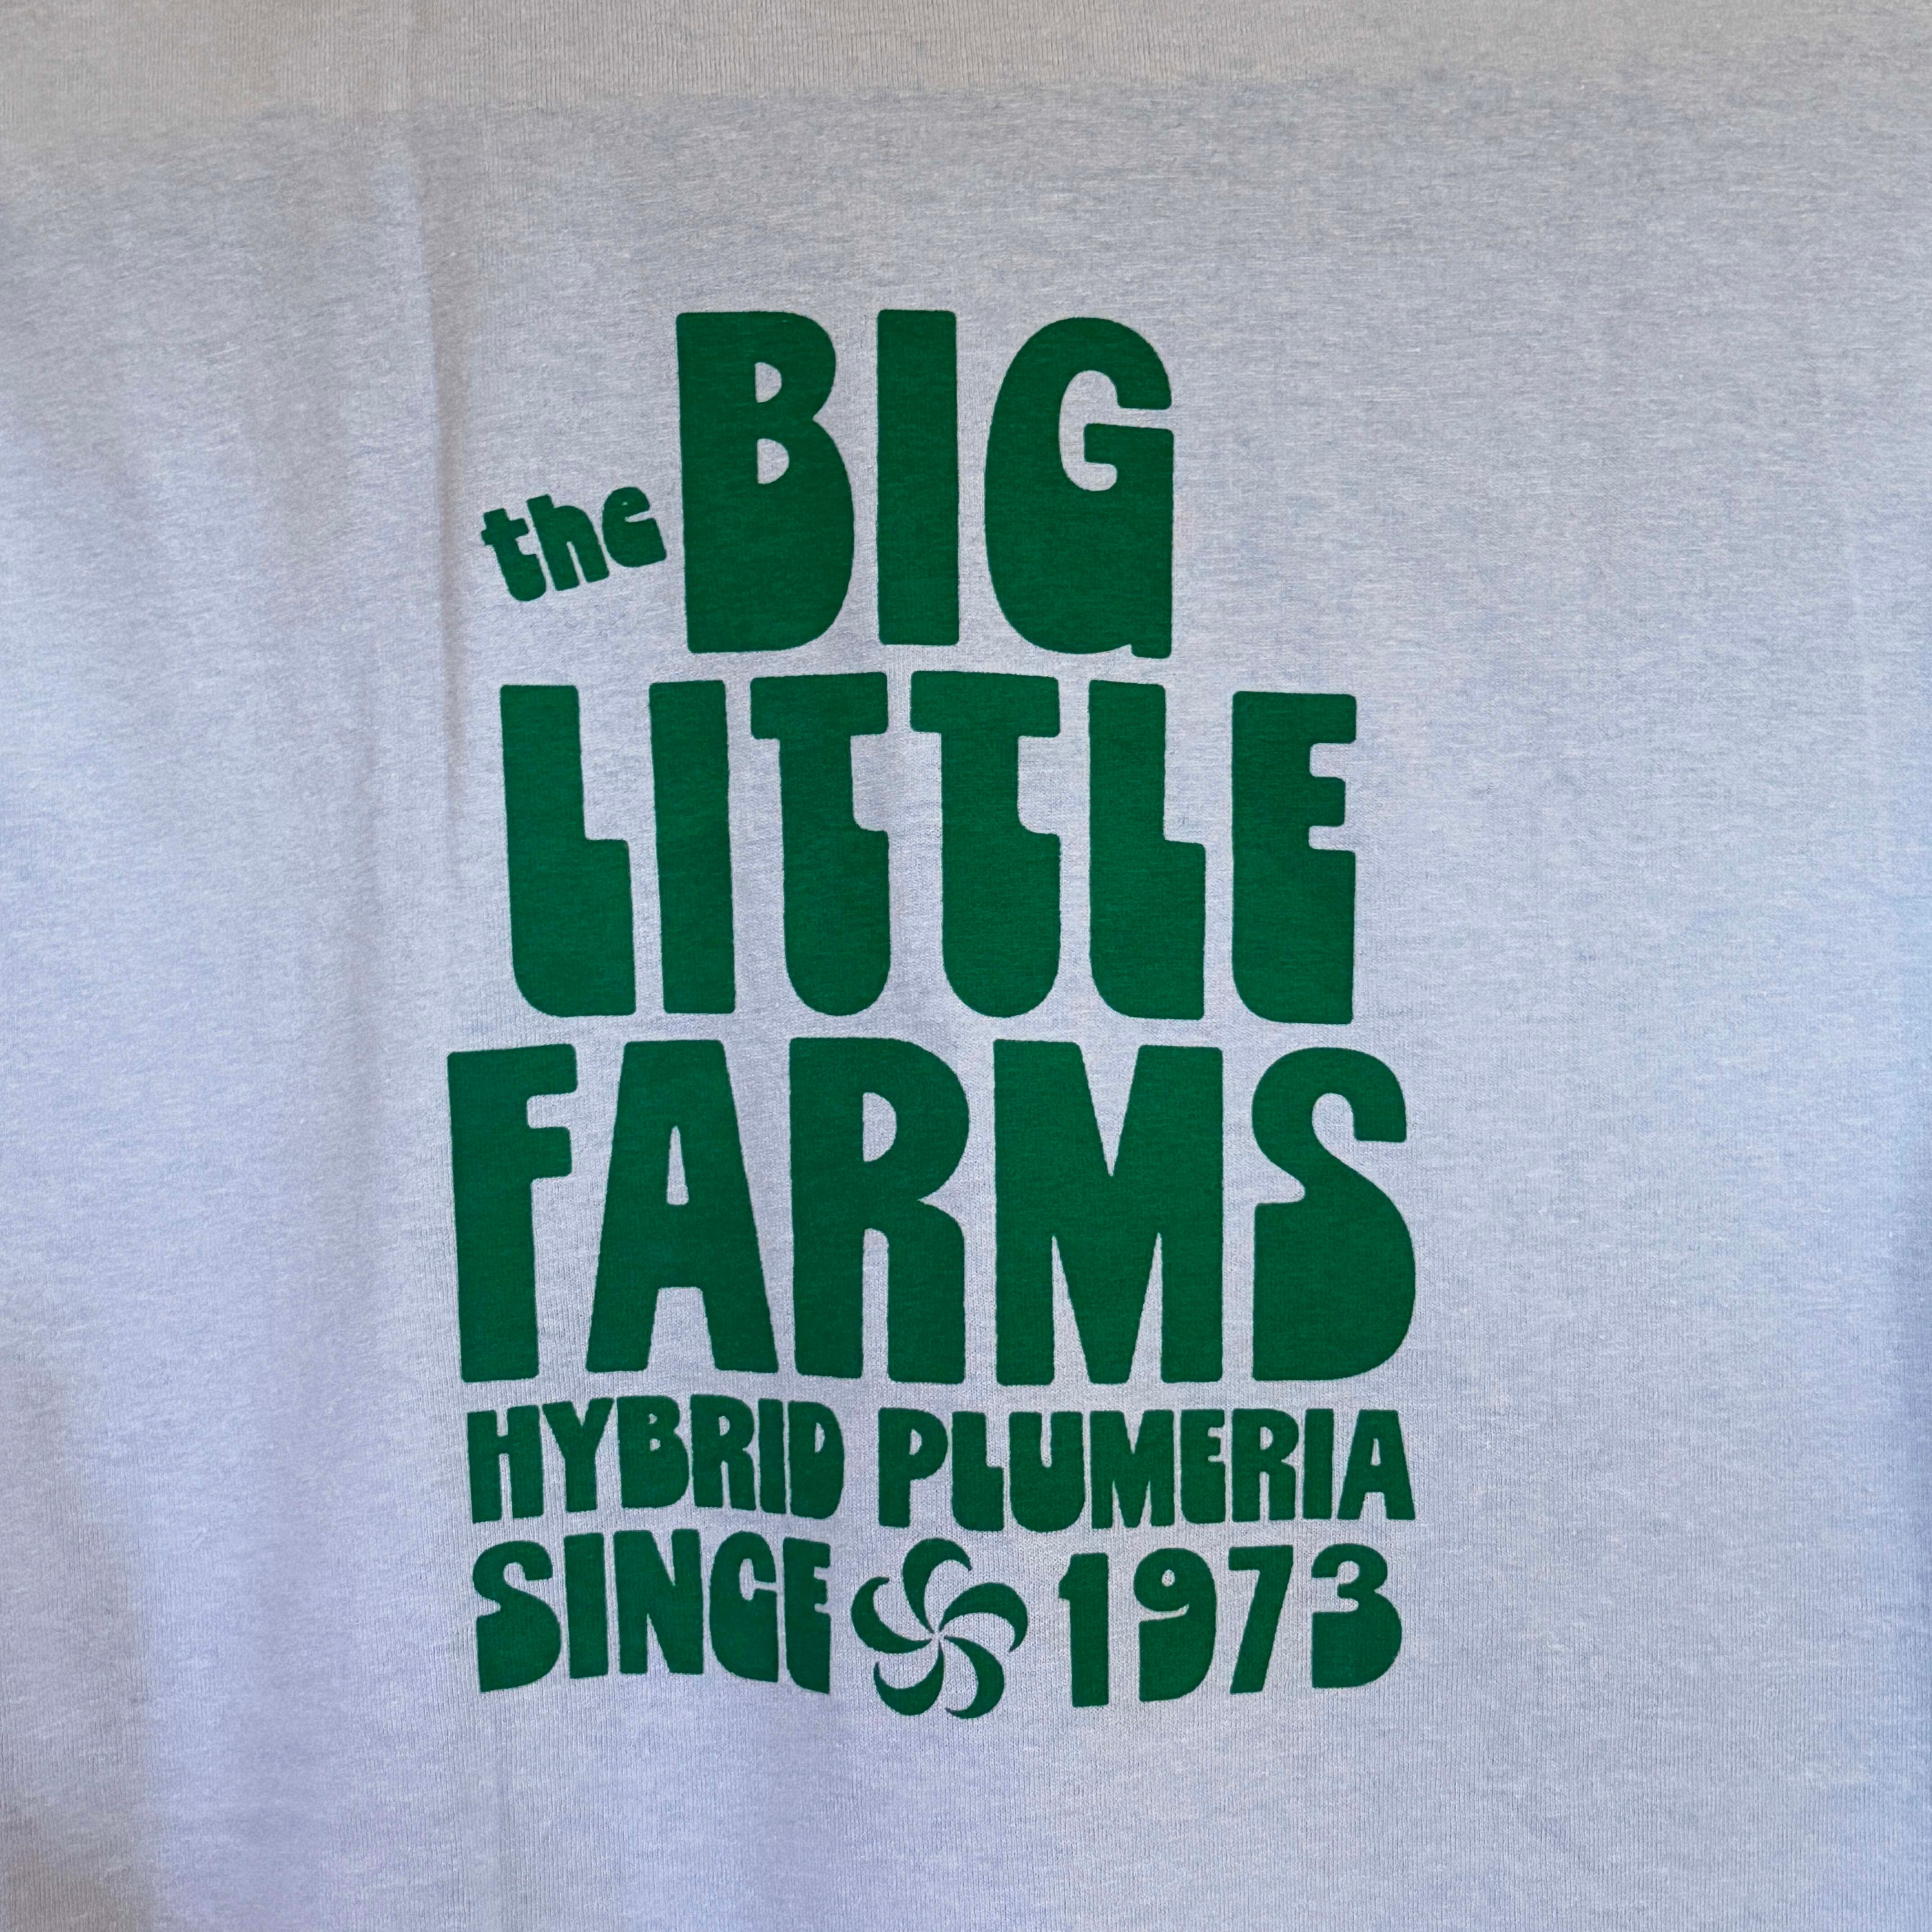 the BIG
LITTLE
FARMS
HYBRID PLUMERIA
SINCE 1973